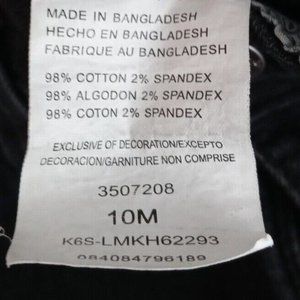 MADE IN BANGLADESH
HECHO EN BANGLADESH
FABRIQUE AU BANGLADESH
98% COTTON 2% SPANDEX
98% ALGODON 2% SPANDEX
98% COTON 2% SPANDEX
EXCLUSIVE OF DECORATION/EXCEPTO
DECORACION/GARNITURE NON COMPRISE
3507208
10M
K6S-LMKH62293
084084796189